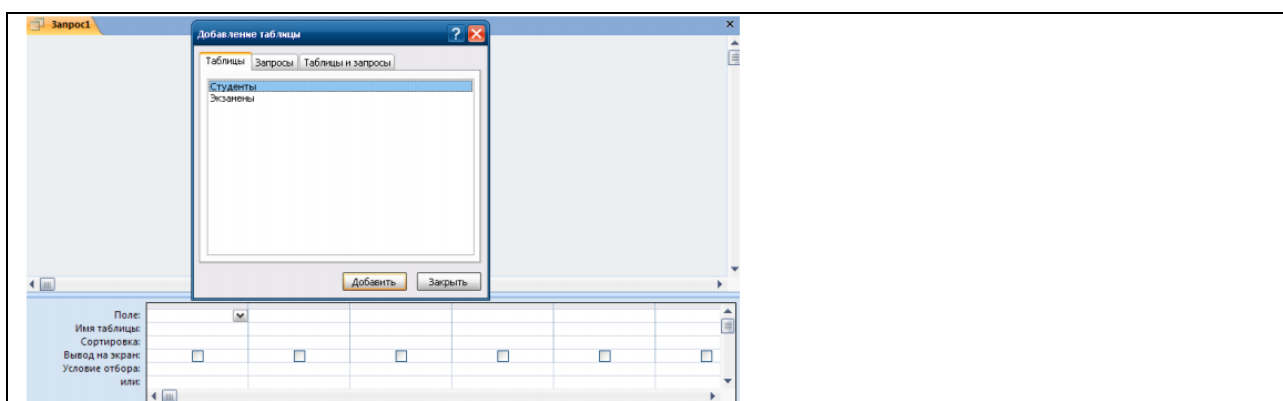 Запрос1
Добавление таблицы
Таблицы Запросы Таблицы и запросы
Студенты
Экзанены
Добавить Закрыть
Поле:
Имя таблицы:
Сортировка:
Вывод на экран:
Условие отбора:
или: